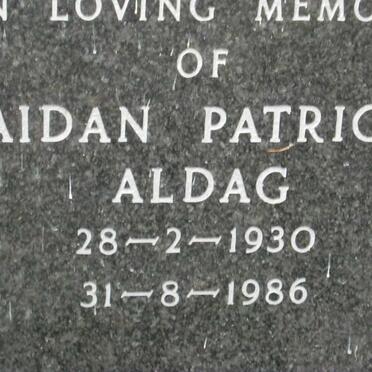 N LOVING MEMO
OF
AIDAN PATRIC
ALDAG
28-2-1930
31-8-1986